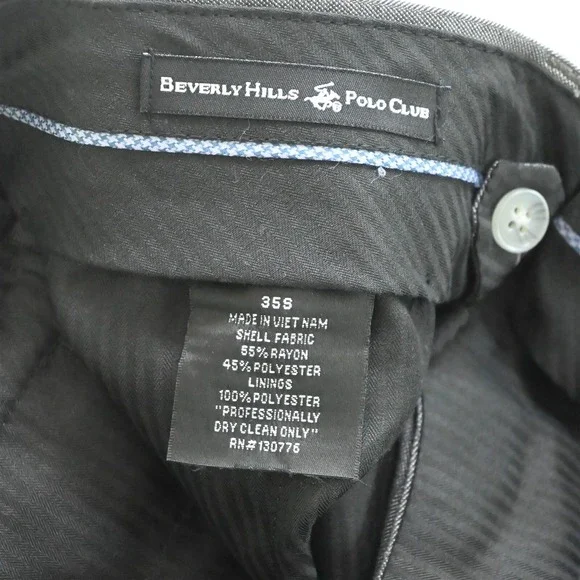 BEVERLY HILLS POLO CLUB
35S
MADE IN VIET NAM
SHELL FABRIC
55% RAYON
45% POLYESTER
LININGS
100% POLYESTER
"PROFESSIONALLY
DRY CLEAN ONLY"
RN#130776